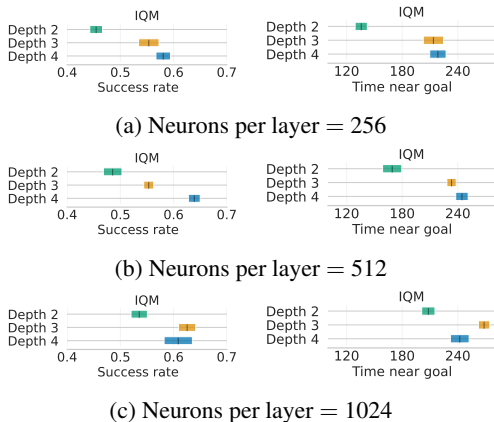 IQM
Depth 2
Depth 3
Depth 4
0.4 0.5 0.6 0.7
Success rate
IQM
Depth 2
Depth 3
Depth 4
120 180 240
Time near goal
(a) Neurons per layer = 256
IQM
Depth 2
Depth 3
Depth 4
0.4 0.5 0.6 0.7
Success rate
IQM
Depth 2
Depth 3
Depth 4
120 180 240
Time near goal
(b) Neurons per layer = 512
IQM
Depth 2
Depth 3
Depth 4
0.4 0.5 0.6 0.7
Success rate
IQM
Depth 2
Depth 3
Depth 4
120 180 240
Time near goal
(c) Neurons per layer = 1024